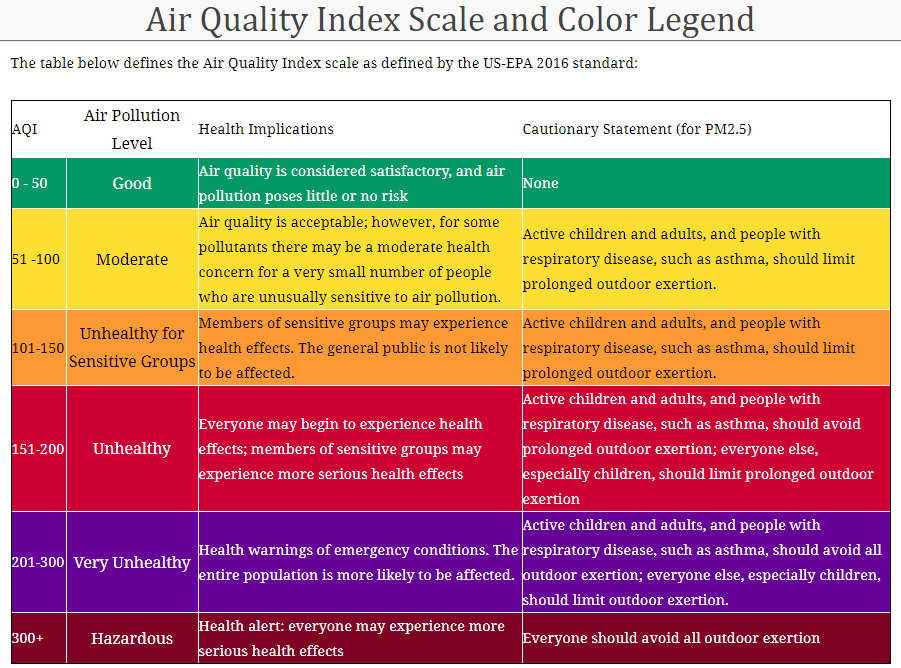 Air Quality Index Scale and Color Legend
The table below defines the Air Quality Index scale as defined by the US-EPA 2016 standard:
AQI
Air Pollution
Level
Health Implications
Cautionary Statement (for PM2.5)
0 - 50
Good
Air quality is considered satisfactory, and air
pollution poses little or no risk
None
51 -100
Moderate
Air quality is acceptable; however, for some
pollutants there may be a moderate health
concern for a very small number of people
who are unusually sensitive to air pollution.
Active children and adults, and people with
respiratory disease, such as asthma, should limit
prolonged outdoor exertion.
101-150
Unhealthy for
Sensitive Groups
Members of sensitive groups may experience
health effects. The general public is not likely
to be affected.
Active children and adults, and people with
respiratory disease, such as asthma, should limit
prolonged outdoor exertion.
151-200
Unhealthy
Everyone may begin to experience health
effects; members of sensitive groups may
experience more serious health effects
Active children and adults, and people with
respiratory disease, such as asthma, should avoid
prolonged outdoor exertion; everyone else,
especially children, should limit prolonged outdoor
exertion
201-300
Very Unhealthy
Health warnings of emergency conditions. The
entire population is more likely to be affected.
Active children and adults, and people with
respiratory disease, such as asthma, should avoid all
outdoor exertion; everyone else, especially children,
should limit outdoor exertion.
300+
Hazardous
Health alert: everyone may experience more
serious health effects
Everyone should avoid all outdoor exertion